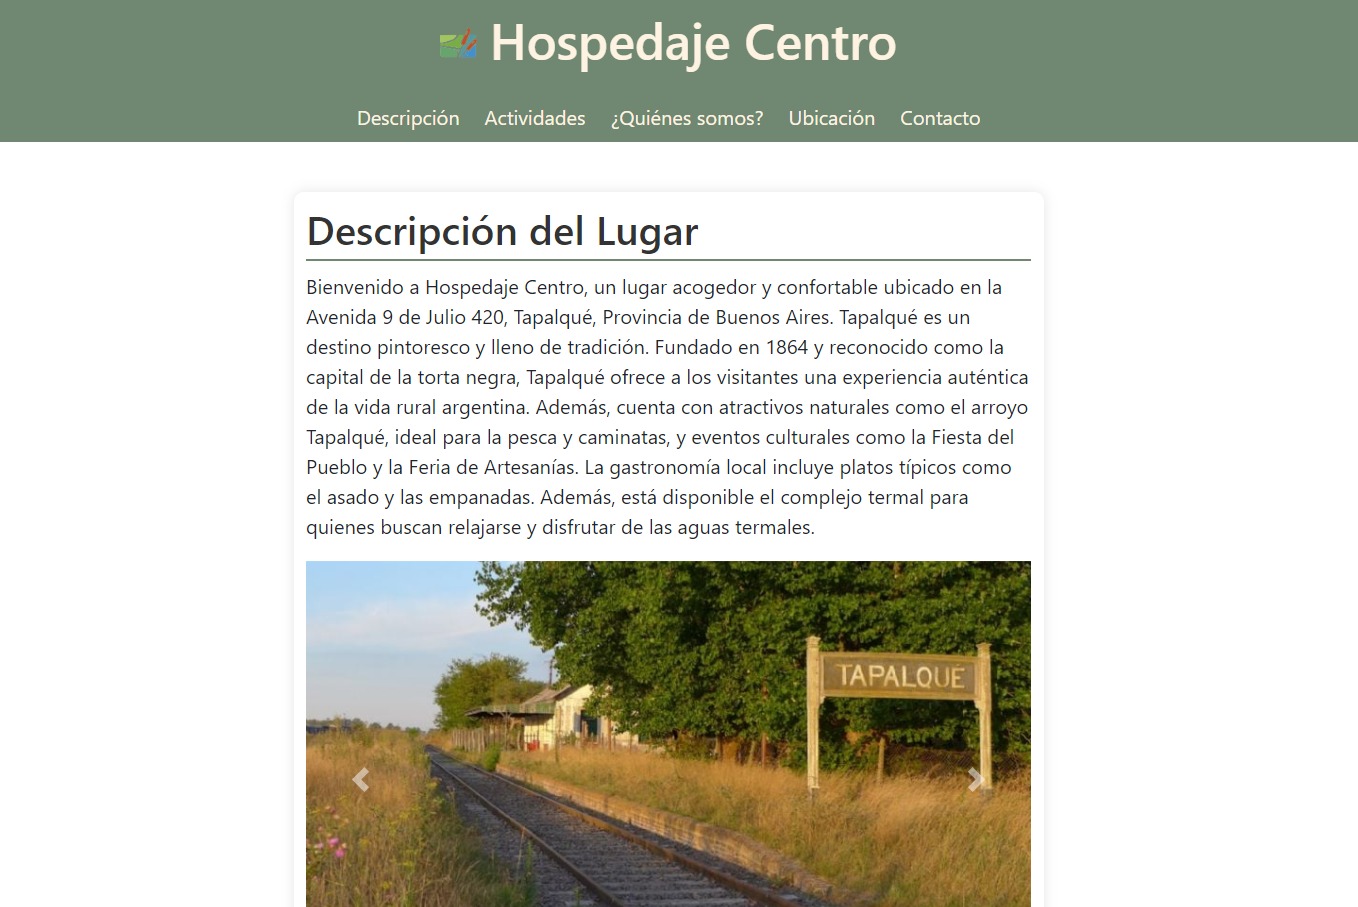 Hospedaje Centro
Descripción Actividades ¿Quiénes somos? Ubicación Contacto
Descripción del Lugar
Bienvenido a Hospedaje Centro, un lugar acogedor y confortable ubicado en la
Avenida 9 de Julio 420, Tapalqué, Provincia de Buenos Aires. Tapalqué es un
destino pintoresco y lleno de tradición. Fundado en 1864 y reconocido como la
capital de la torta negra, Tapalqué ofrece a los visitantes una experiencia auténtica
de la vida rural argentina. Además, cuenta con atractivos naturales como el arroyo
Tapalqué, ideal para la pesca y caminatas, y eventos culturales como la Fiesta del
Pueblo y la Feria de Artesanías. La gastronomía local incluye platos típicos como
el asado y las empanadas. Además, está disponible el complejo termal para
quienes buscan relajarse y disfrutar de las aguas termales.
TAPALQUÉ